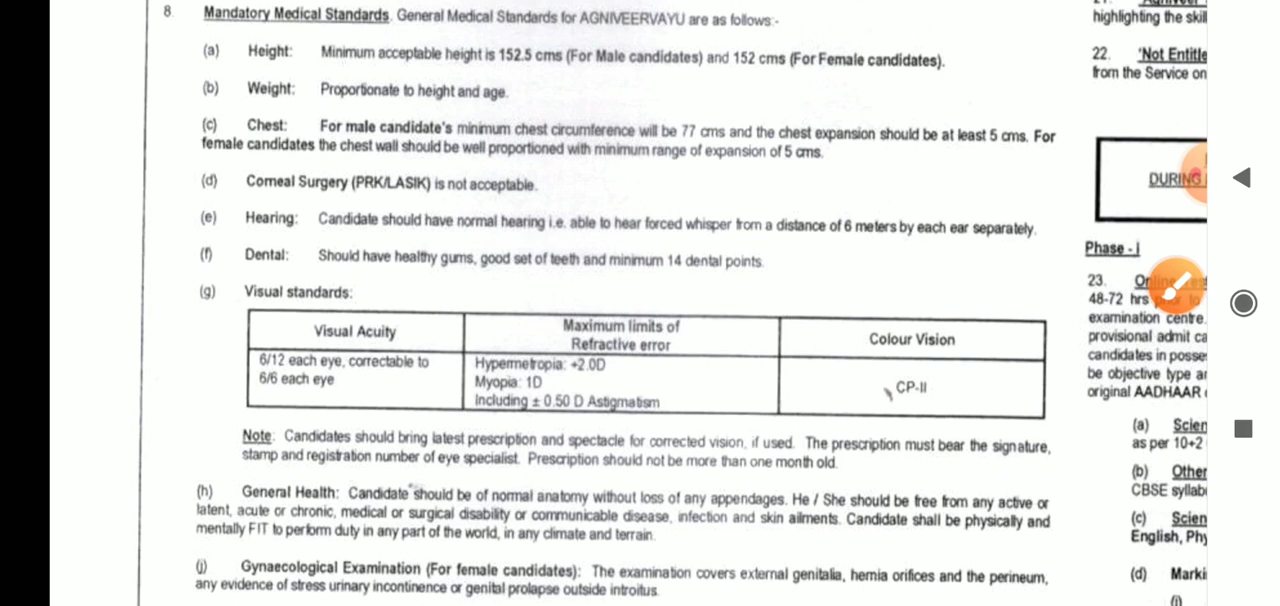 8. Mandatory Medical Standards. General Medical Standards for AGNIVEERVAYU are as follows:-
(a) Height: Minimum acceptable height is 152.5 cms (For Male candidates) and 152 cms (For Female candidates).
(b) Weight: Proportionate to height and age.
(c) Chest: For male candidate's minimum chest circumference will be 77 cms and the chest expansion should be at least 5 cms. For
female candidates the chest wall should be well proportioned with minimum range of expansion of 5 cms.
(d) Corneal Surgery (PRK/LASIK) is not acceptable.
(e) Hearing: Candidate should have normal hearing i.e. able to hear forced whisper from a distance of 6 meters by each ear separately.
(f) Dental: Should have healthy gums, good set of teeth and minimum 14 dental points.
(g) Visual standards:
Visual Acuity
Maximum limits of
Refractive error
Colour Vision
6/12 each eye, correctable to
6/6 each eye
Hypermetropia: +2.0D
Myopia: 1D
Including ± 0.50 D Astigmatism
CP-II
Note: Candidates should bring latest prescription and spectacle for corrected vision, if used. The prescription must bear the signature,
stamp and registration number of eye specialist. Prescription should not be more than one month old.
(h) General Health: Candidate should be of normal anatomy without loss of any appendages. He / She should be free from any active or
latent, acute or chronic, medical or surgical disability or communicable disease, infection and skin ailments. Candidate shall be physically and
mentally FIT to perform duty in any part of the world, in any climate and terrain.
(j) Gynaecological Examination (For female candidates): The examination covers external genitalia, hernia orifices and the perineum,
any evidence of stress urinary incontinence or genital prolapse outside introitus.
highlighting the skil
22. 'Not Entitle
from the Service on
DURING
Phase - I
23.
48-72 hrs
examination centre.
provisional admit ca
candidates in posse
be objective type ar
original AADHAAR
(a) Scien
as per 10+2
(b) Other
CBSE syllab
(c) Scien
English, Phy
(d) Marki
(i)